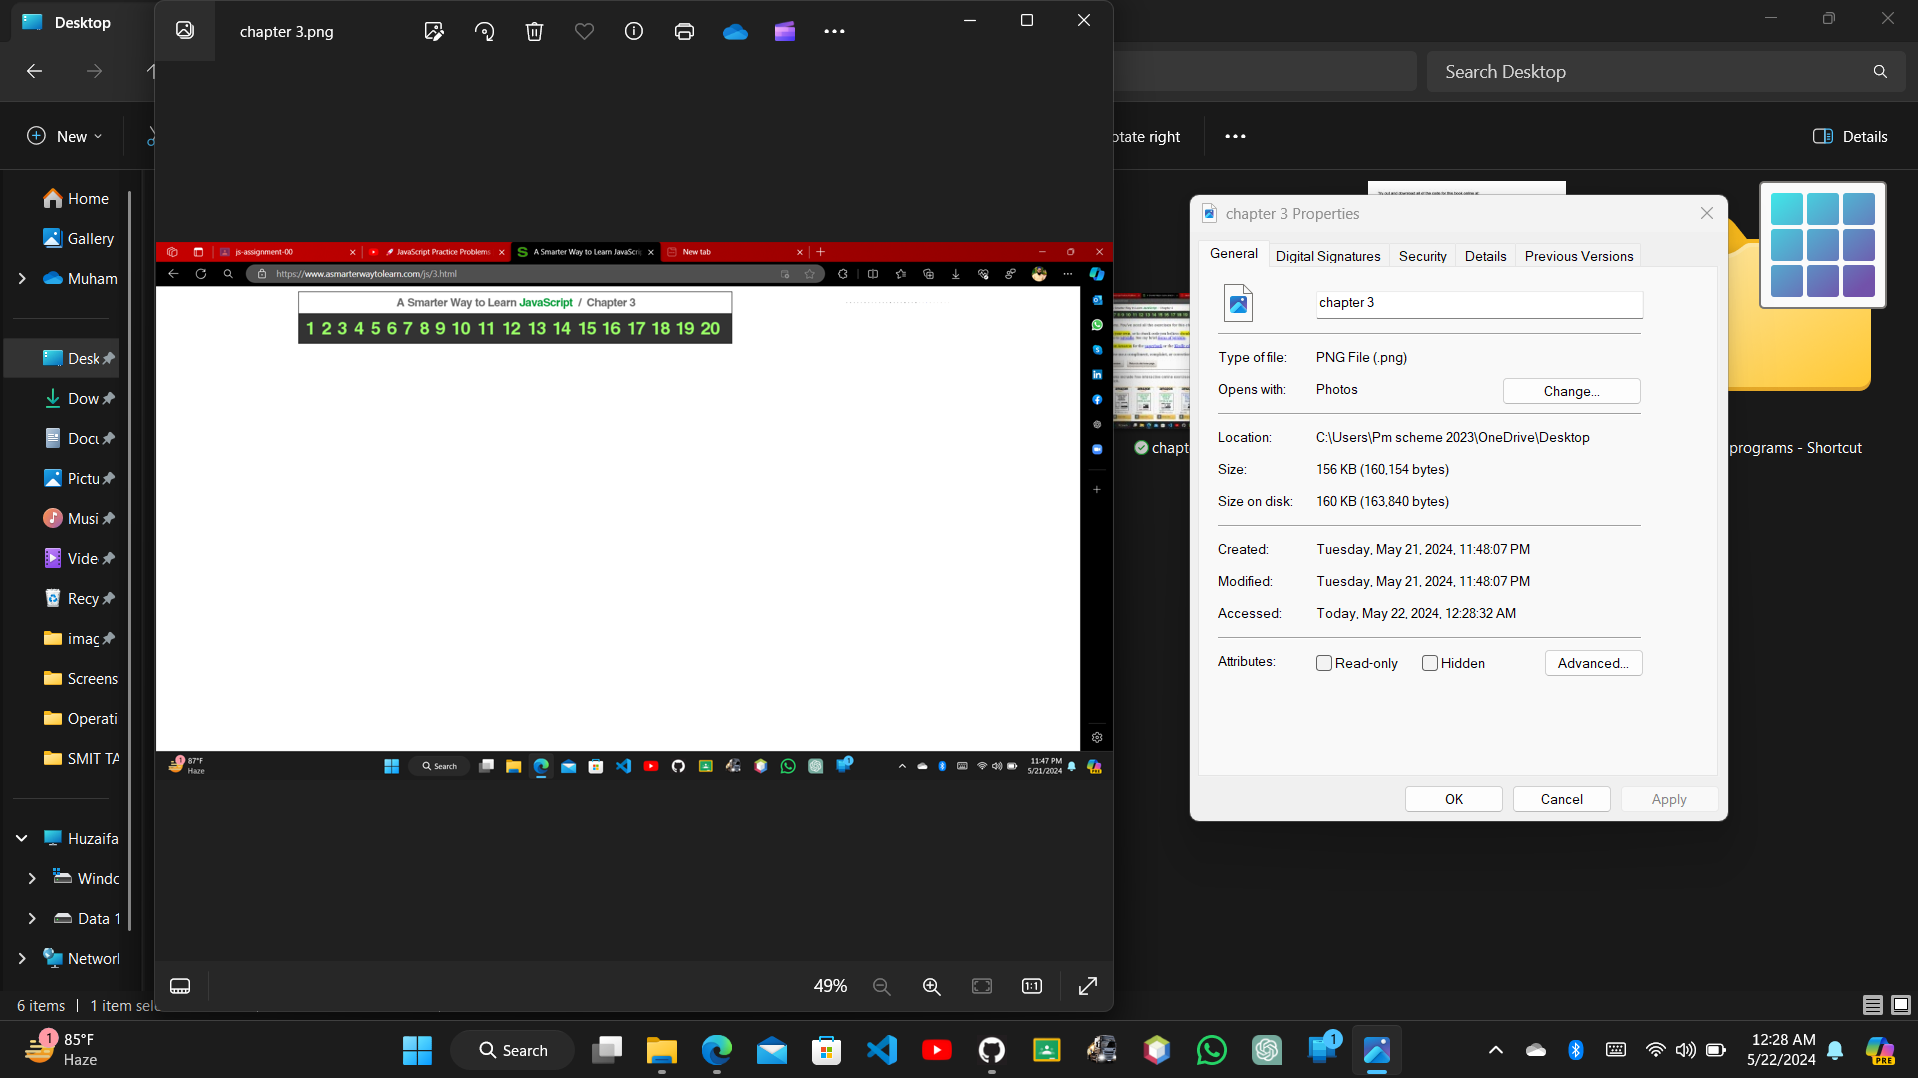 Desktop
chapter 3.png
Search Desktop
New
otate right
Details
Home
Gallery
Muham
Desk
Dow
Docu
Pictu
Musi
Vide
Recy
imag
Screens
Operati
SMIT TA
Huzaifa
Windo
Data 1
Networ
6 items
1 item sele
js-assignment-00
JavaScript Practice Problems
A Smarter Way to Learn JavaScri
New tab
https://www.asmarterwaytolearn.com/js/3.html
A Smarter Way to Learn JavaScript / Chapter 3
1 2 3 4 5 6 7 8 9 10 11 12 13 14 15 16 17 18 19 20
87°F
Haze
Search
11:47 PM
5/21/2024
49%
1:1
chapt
programs - Shortcut
chapter 3 Properties
General
Digital Signatures
Security
Details
Previous Versions
chapter 3
Type of file: PNG File (.png)
Opens with: Photos
Change...
Location: C:\Users\Pm scheme 2023\OneDrive\Desktop
Size: 156 KB (160,154 bytes)
Size on disk: 160 KB (163,840 bytes)
Created: Tuesday, May 21, 2024, 11:48:07 PM
Modified: Tuesday, May 21, 2024, 11:48:07 PM
Accessed: Today, May 22, 2024, 12:28:32 AM
Attributes: Read-only Hidden Advanced...
OK
Cancel
Apply
1
85°F
Haze
Search
1
12:28 AM
5/22/2024
PRE